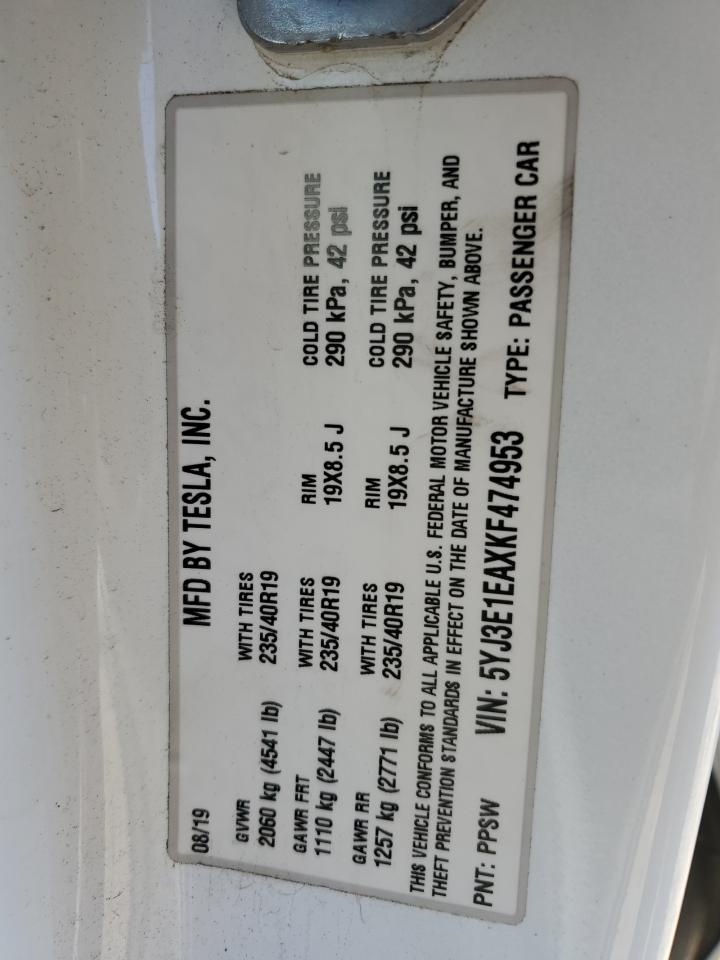 08/19 MFD BY TESLA, INC.
GVWR WITH TIRES
2060 kg (4541 lb) 235/40R19
GAWR FRT WITH TIRES RIM COLD TIRE PRESSURE
1110 kg (2447 lb) 235/40R19 19X8.5 J 290 kPa, 42 psi
GAWR RR WITH TIRES RIM COLD TIRE PRESSURE
1257 kg (2771 lb) 235/40R19 19X8.5 J 290 kPa, 42 psi
THIS VEHICLE CONFORMS TO ALL APPLICABLE U.S. FEDERAL MOTOR VEHICLE SAFETY, BUMPER, AND
THEFT PREVENTION STANDARDS IN EFFECT ON THE DATE OF MANUFACTURE SHOWN ABOVE.
PNT: PPSW VIN: 5YJ3E1EAXKF474953 TYPE: PASSENGER CAR